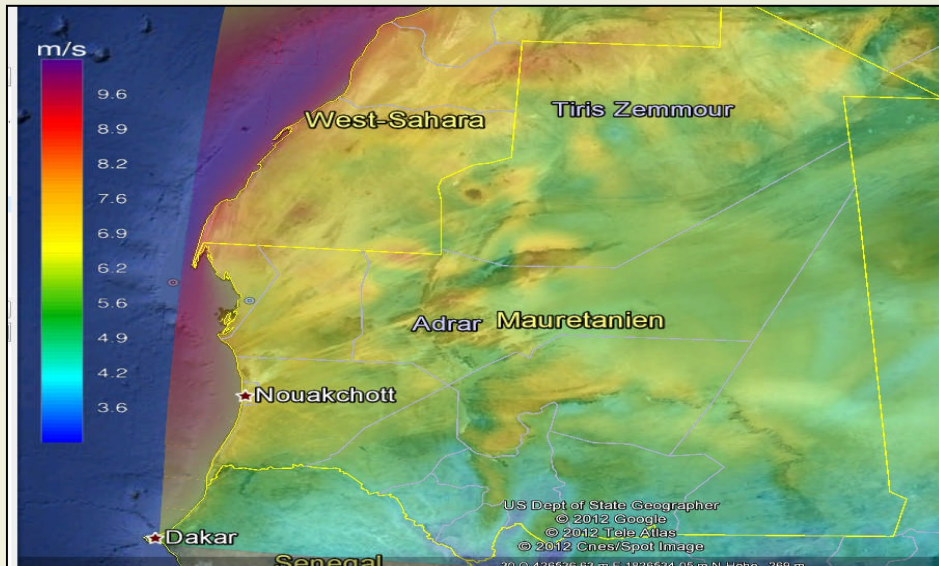 m/s
9.6
8.9
8.2
7.6
6.9
6.2
5.6
4.9
4.2
3.6
West-Sahara
Tiris Zemmour
Adrar
Mauretanien
Nouakchott
Dakar
Senegal
US Dept of State Geographer
© 2012 Google
© 2012 Tele Atlas
© 2012 Cnes/Spot Image